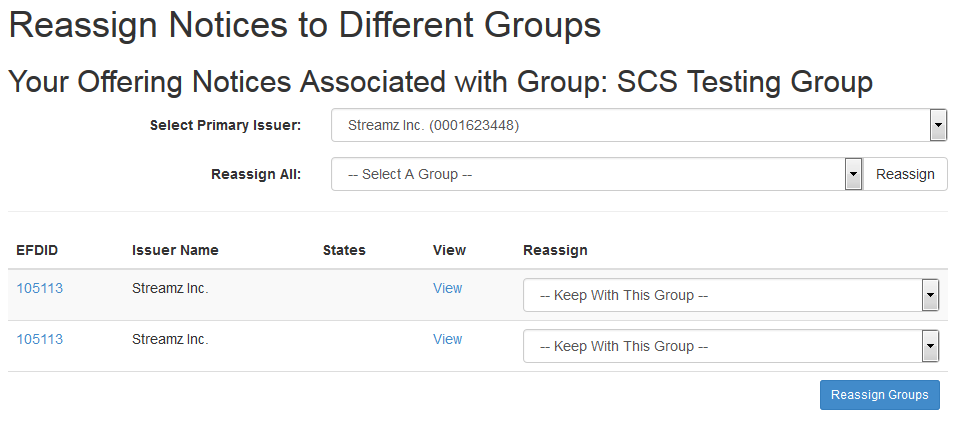 Reassign Notices to Different Groups
Your Offering Notices Associated with Group: SCS Testing Group
Select Primary Issuer: Streamz Inc. (0001623448)
Reassign All: -- Select A Group -- Reassign
EFDID Issuer Name States View Reassign
105113 Streamz Inc. View -- Keep With This Group --
105113 Streamz Inc. View -- Keep With This Group --
Reassign Groups